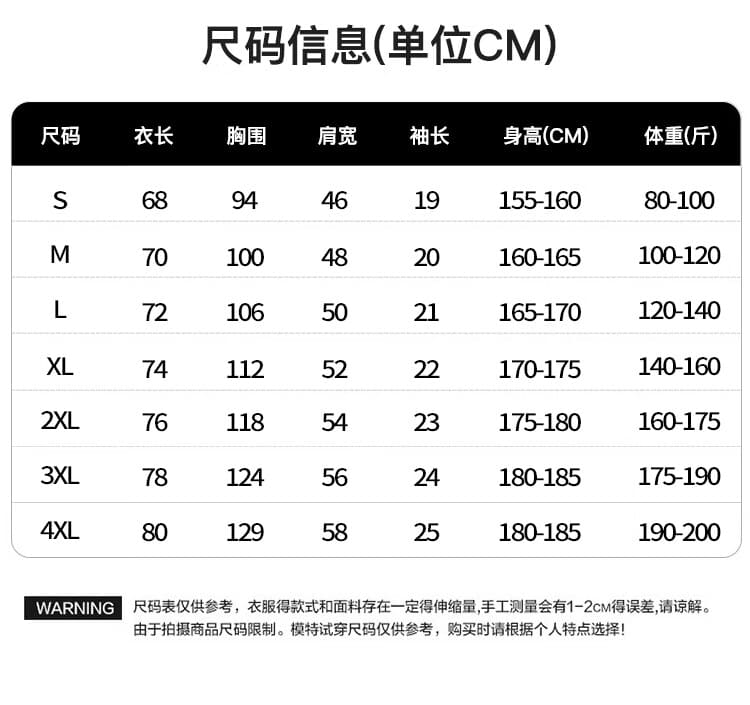 尺码信息(单位CM)
尺码 衣长 胸围 肩宽 袖长 身高(CM) 体重(斤)
S 68 94 46 19 155-160 80-100
M 70 100 48 20 160-165 100-120
L 72 106 50 21 165-170 120-140
XL 74 112 52 22 170-175 140-160
2XL 76 118 54 23 175-180 160-175
3XL 78 124 56 24 180-185 175-190
4XL 80 129 58 25 180-185 190-200
WARNING 尺码表仅供参考，衣服得款式和面料存在一定得伸缩量,手工测量会有1-2CM得误差,请谅解。
由于拍摄商品尺码限制。模特试穿尺码仅供参考，购买时请根据个人特点选择!